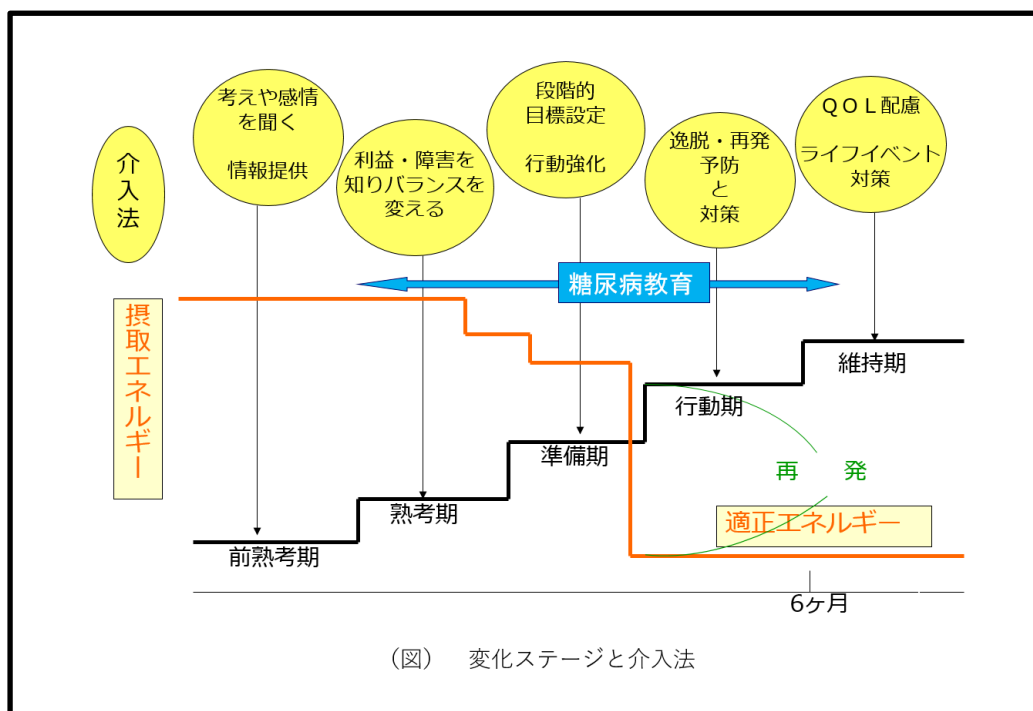 介入法
考えや感情
を聞く
情報提供
利益・障害を
知りバランスを
変える
段階的
目標設定
行動強化
逸脱・再発
予防
と
対策
ＱＯＬ配慮
ライフイベント
対策
糖尿病教育
摂取エネルギー
維持期
行動期
準備期
再　発
熟考期
適正エネルギー
前熟考期
6ヶ月
（図）　変化ステージと介入法